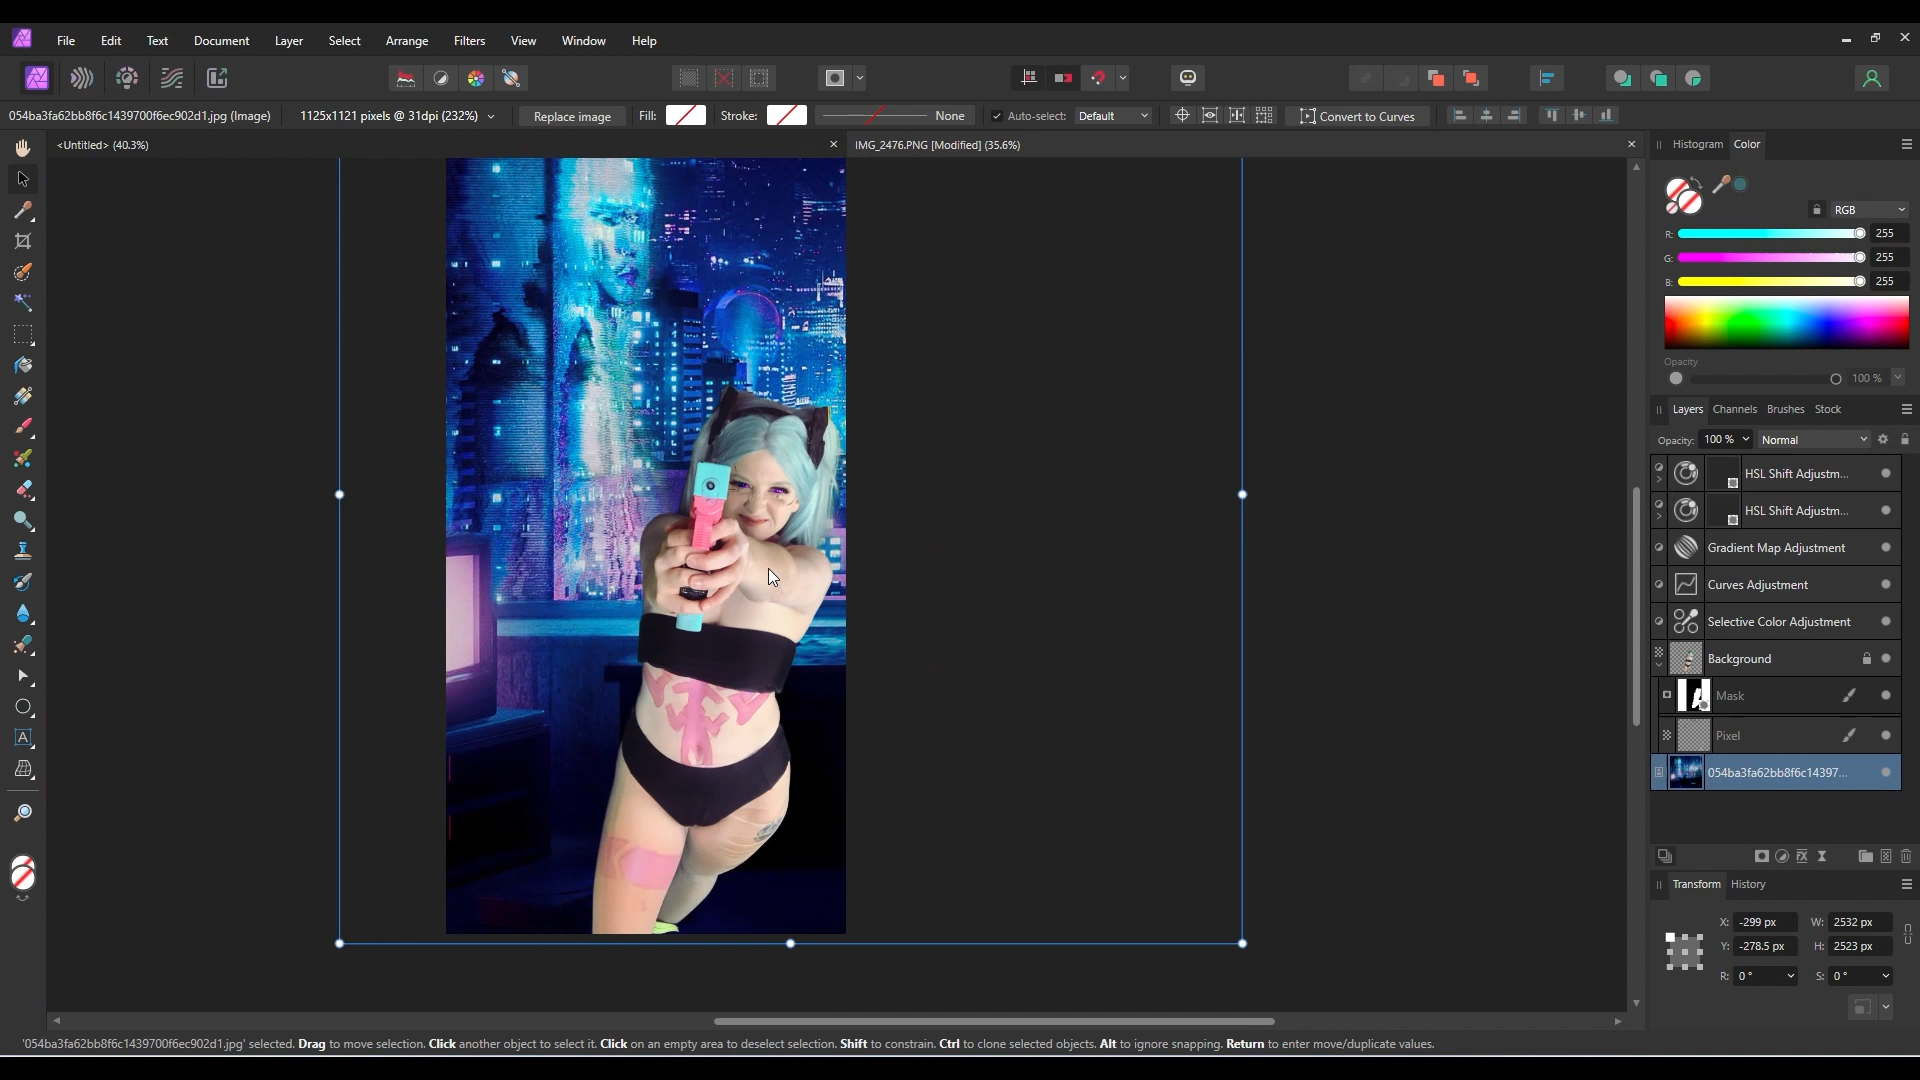 File Edit Text Document Layer Select Arrange Filters View Window Help
054ba3fa62bb8f6c1439700f6ec902d1.jpg (Image) 1125x1121 pixels @ 31dpi (232%) Replace image Fill: Stroke: None Auto-select: Default Convert to Curves
<Untitled> (40.3%) IMG_2476.PNG [Modified] (35.6%)
Histogram Color
RGB
R: 255
G: 255
B: 255
Opacity
100 %
Layers Channels Brushes Stock
Opacity: 100 % Normal
HSL Shift Adjustm...
HSL Shift Adjustm...
Gradient Map Adjustment
Curves Adjustment
Selective Color Adjustment
Background
Mask
Pixel
054ba3fa62bb8f6c14397...
Transform History
X: -299 px W: 2532 px
Y: -278.5 px H: 2523 px
R: 0 ° S: 0 °
'054ba3fa62bb8f6c1439700f6ec902d1.jpg' selected. Drag to move selection. Click another object to select it. Click on an empty area to deselect selection. Shift to constrain. Ctrl to clone selected objects. Alt to ignore snapping. Return to enter move/duplicate values.